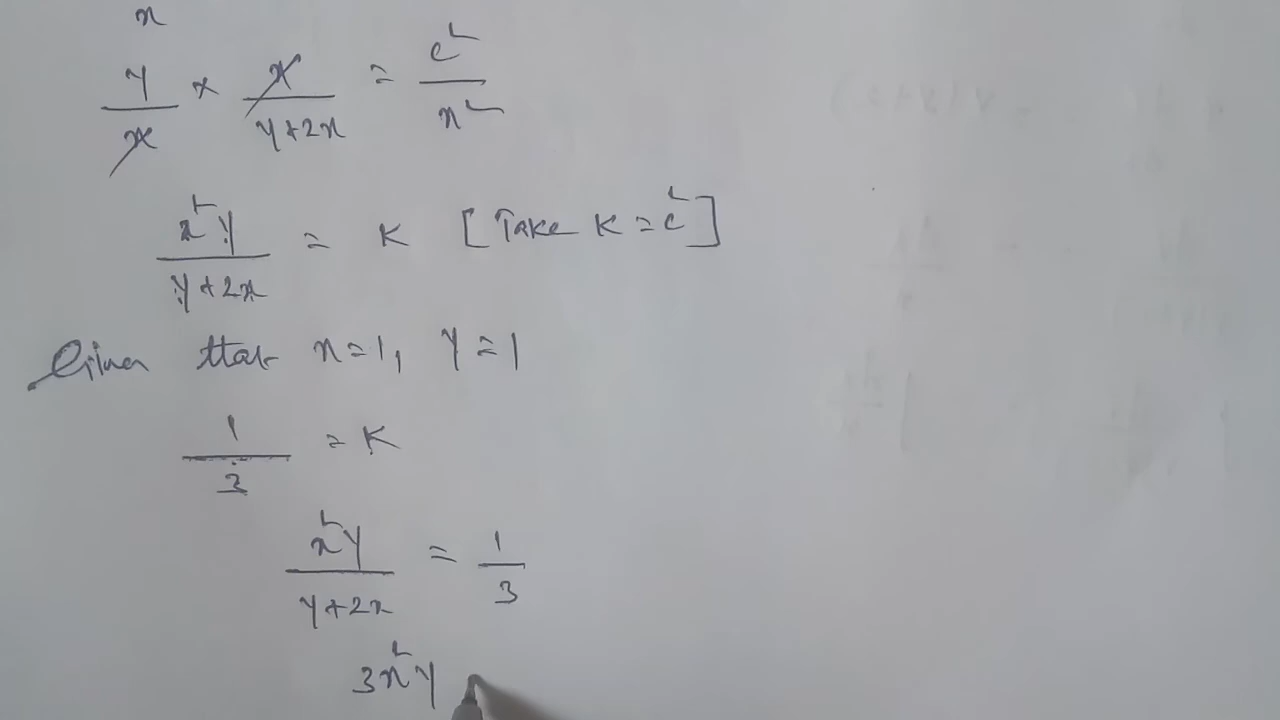 x
y/x × x/y+2x = c²/x²
x²y/y+2x = K [Take K = c²]
Given that x=1, y=1
1/3 = K
x²y/y+2x = 1/3
3x²y